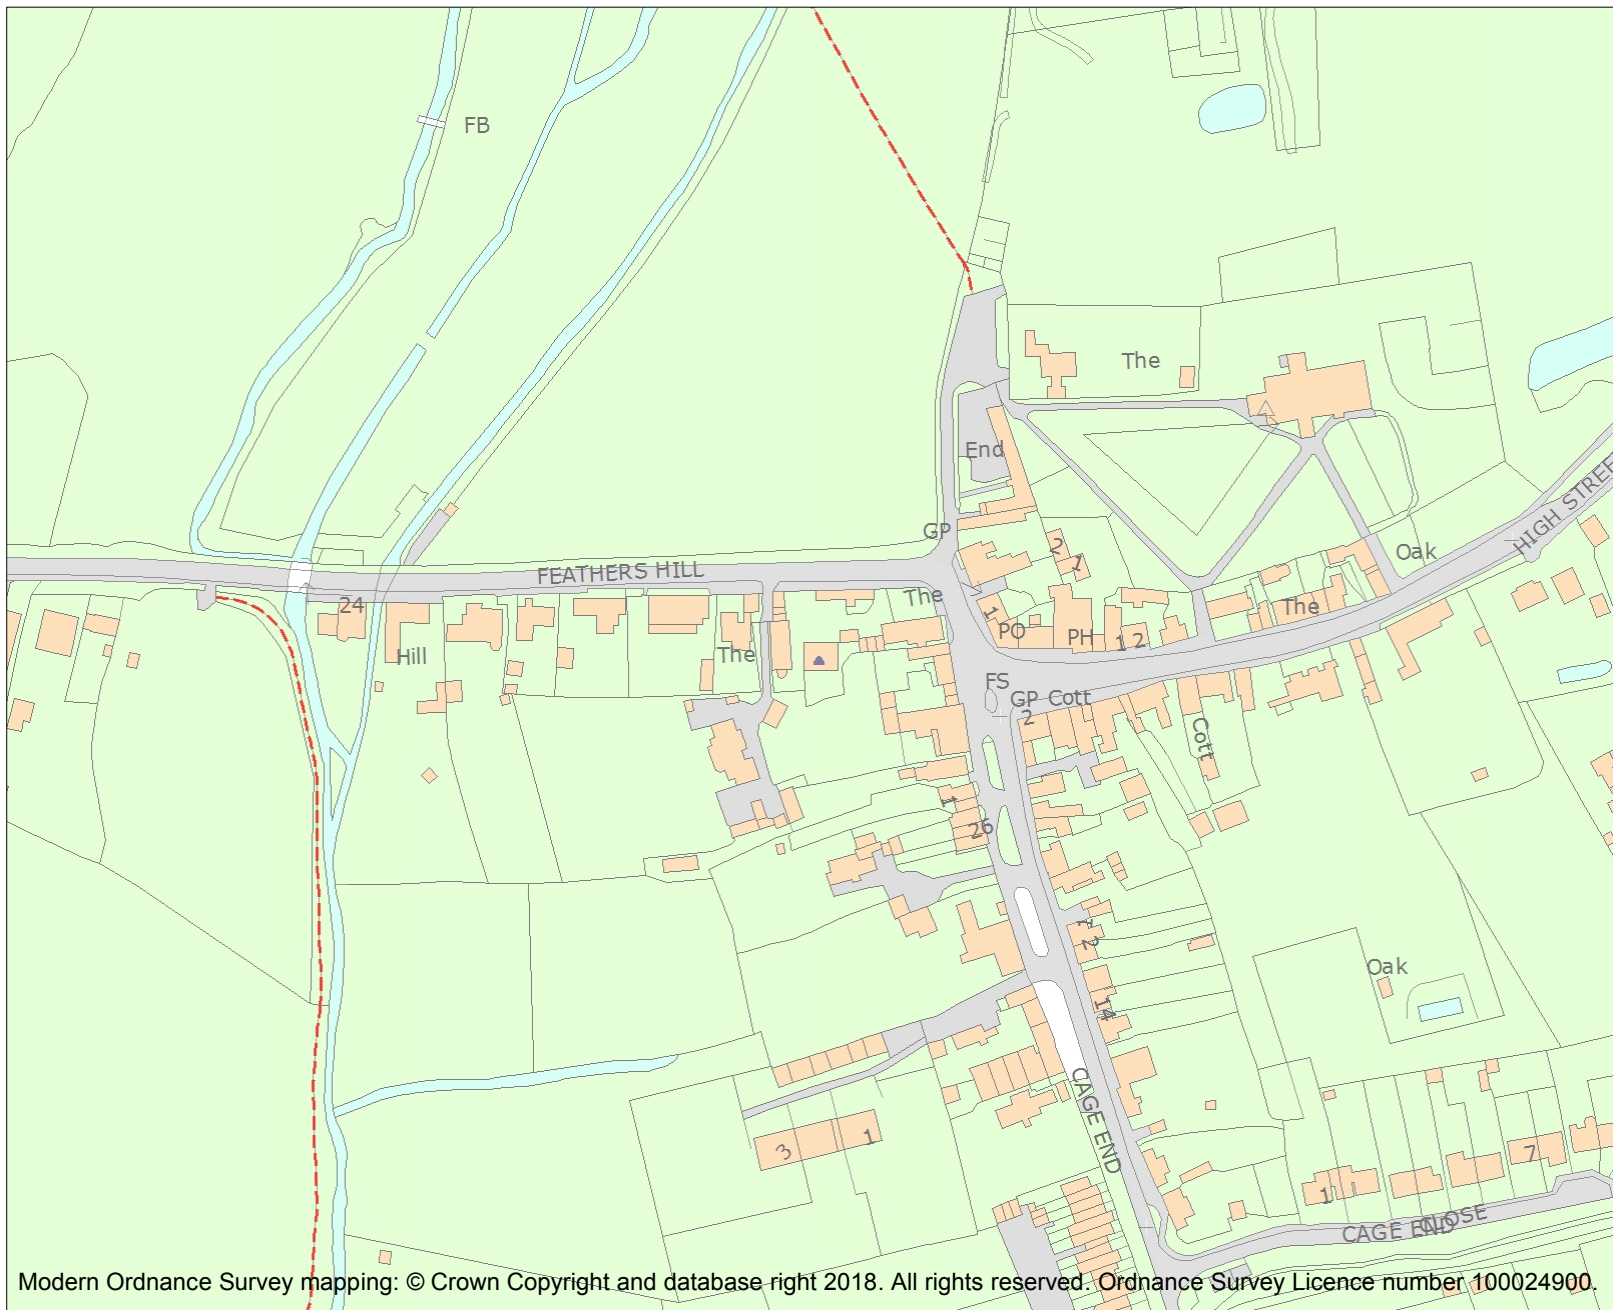 FB
The
End
GP
HIGH STREE
Oak
2
1
FEATHERS HILL
24
The
1
The
PO
PH
1 2
Hill
The
FS
GP Cott
2
Cott
1
26
1
2
Oak
14
CAGE END
3
1
7
1
CAGE END
CLOSE
Modern Ordnance Survey mapping: © Crown Copyright and database right 2018. All rights reserved. Ordnance Survey Licence number 100024900.